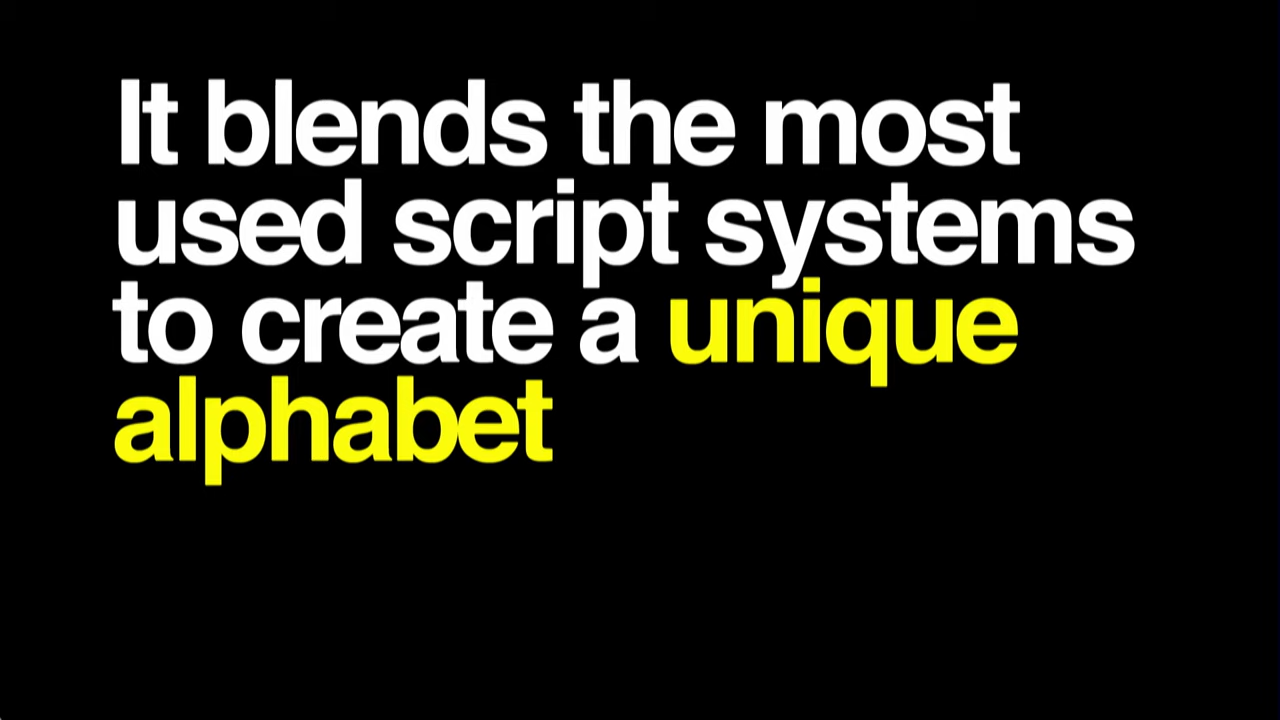 It blends the most
used script systems
to create a unique
alphabet